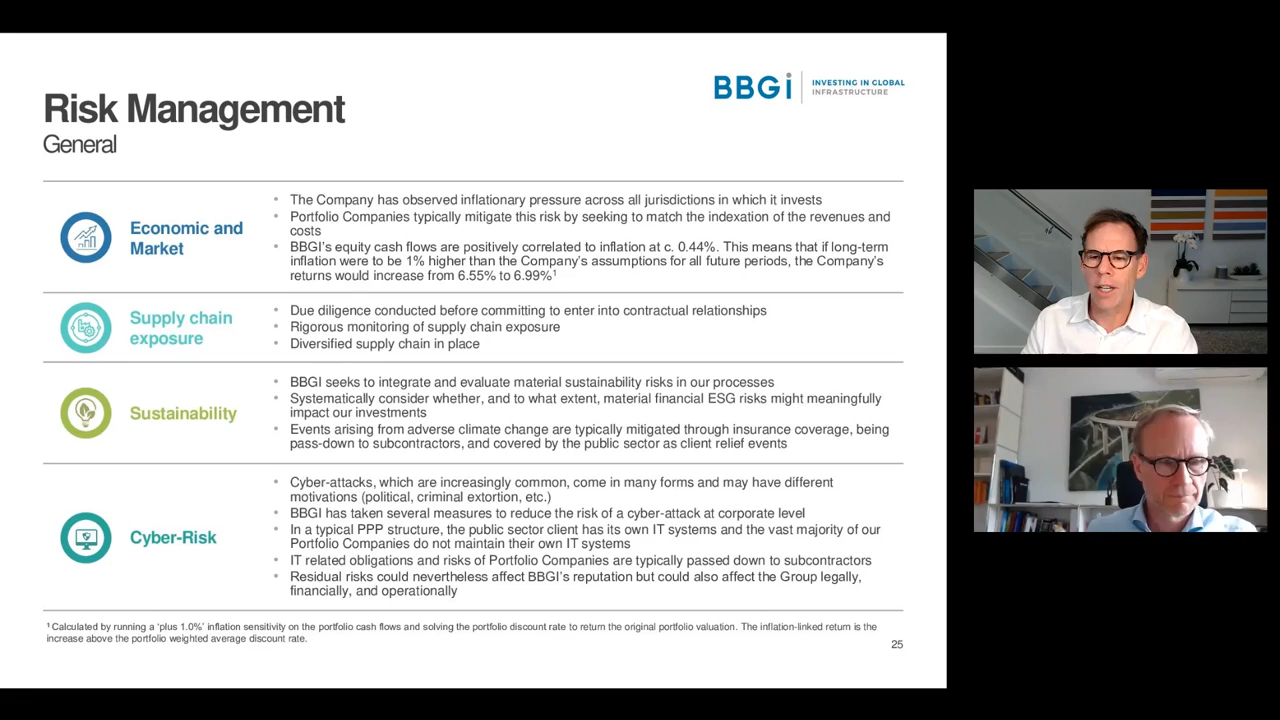 BBGi
INVESTING IN GLOBAL
INFRASTRUCTURE
Risk Management
General
Economic and
Market
• The Company has observed inflationary pressure across all jurisdictions in which it invests
• Portfolio Companies typically mitigate this risk by seeking to match the indexation of the revenues and
costs
• BBGI's equity cash flows are positively correlated to inflation at c. 0.44%. This means that if long-term
inflation were to be 1% higher than the Company's assumptions for all future periods, the Company's
returns would increase from 6.55% to 6.99%¹
Supply chain
exposure
• Due diligence conducted before committing to enter into contractual relationships
• Rigorous monitoring of supply chain exposure
• Diversified supply chain in place
Sustainability
• BBGI seeks to integrate and evaluate material sustainability risks in our processes
• Systematically consider whether, and to what extent, material financial ESG risks might meaningfully
impact our investments
• Events arising from adverse climate change are typically mitigated through insurance coverage, being
pass-down to subcontractors, and covered by the public sector as client relief events
Cyber-Risk
• Cyber-attacks, which are increasingly common, come in many forms and may have different
motivations (political, criminal extortion, etc.)
• BBGI has taken several measures to reduce the risk of a cyber-attack at corporate level
• In a typical PPP structure, the public sector client has its own IT systems and the vast majority of our
Portfolio Companies do not maintain their own IT systems
• IT related obligations and risks of Portfolio Companies are typically passed down to subcontractors
• Residual risks could nevertheless affect BBGI's reputation but could also affect the Group legally,
financially, and operationally
¹ Calculated by running a 'plus 1.0%' inflation sensitivity on the portfolio cash flows and solving the portfolio discount rate to return the original portfolio valuation. The inflation-linked return is the
increase above the portfolio weighted average discount rate.
25